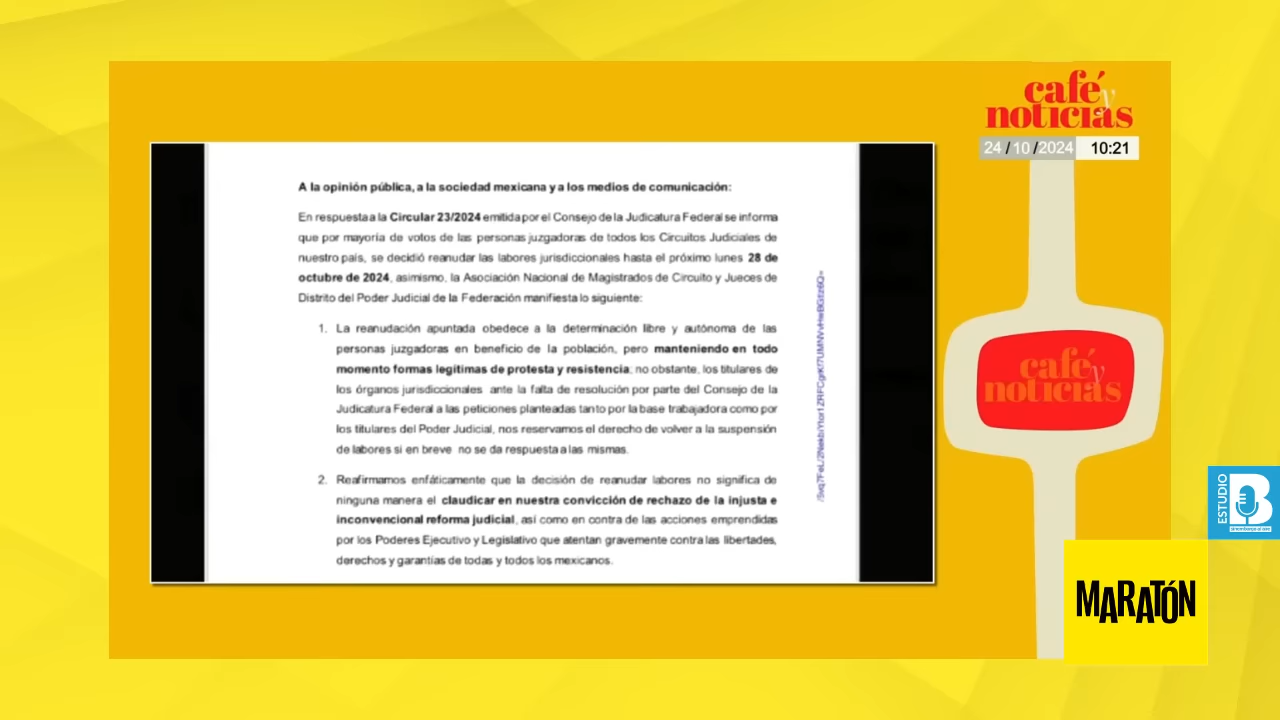 café y
noticias
24 / 10 / 2024 10:21
A la opinión pública, a la sociedad mexicana y a los medios de comunicación:
En respuesta a la Circular 23/2024 emitida por el Consejo de la Judicatura Federal se informa
que por mayoría de votos de las personas juzgadoras de todos los Circuitos Judiciales de
nuestro país, se decidió reanudar las labores jurisdiccionales hasta el próximo lunes 28 de
octubre de 2024, asimismo, la Asociación Nacional de Magistrados de Circuito y Jueces de
Distrito del Poder Judicial de la Federación manifiesta lo siguiente:
1. La reanudación apuntada obedece a la determinación libre y autónoma de las
personas juzgadoras en beneficio de la población, pero manteniendo en todo
momento formas legítimas de protesta y resistencia; no obstante, los titulares de
los órganos jurisdiccionales ante la falta de resolución por parte del Consejo de la
Judicatura Federal a las peticiones planteadas tanto por la base trabajadora como por
los titulares del Poder Judicial, nos reservamos el derecho de volver a la suspensión
de labores si en breve no se da respuesta a las mismas.
2. Reafirmamos enfáticamente que la decisión de reanudar labores no significa de
ninguna manera el claudicar en nuestra convicción de rechazo de la injusta e
inconvencional reforma judicial, así como en contra de las acciones emprendidas
por los Poderes Ejecutivo y Legislativo que atentan gravemente contra las libertades,
derechos y garantías de todas y todos los mexicanos.
café y
noticias
ESTUDIO
B
MARATÓN